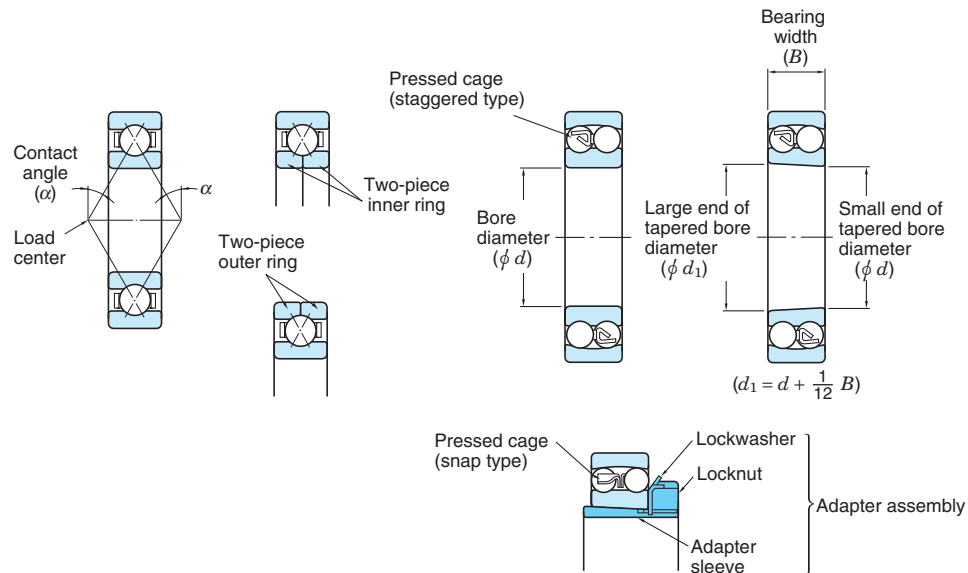 Contact
angle
(α)
α
Load
center
Two-piece
inner ring
Two-piece
outer ring
Pressed cage
(staggered type)
Bore
diameter
(ϕ d)
Bearing
width
(B)
Large end of
tapered bore
diameter
(ϕ d₁)
Small end of
tapered bore
diameter
(ϕ d)
(d₁ = d + 1/12 B)
Pressed cage
(snap type)
Lockwasher
Locknut
Adapter assembly
Adapter
sleeve